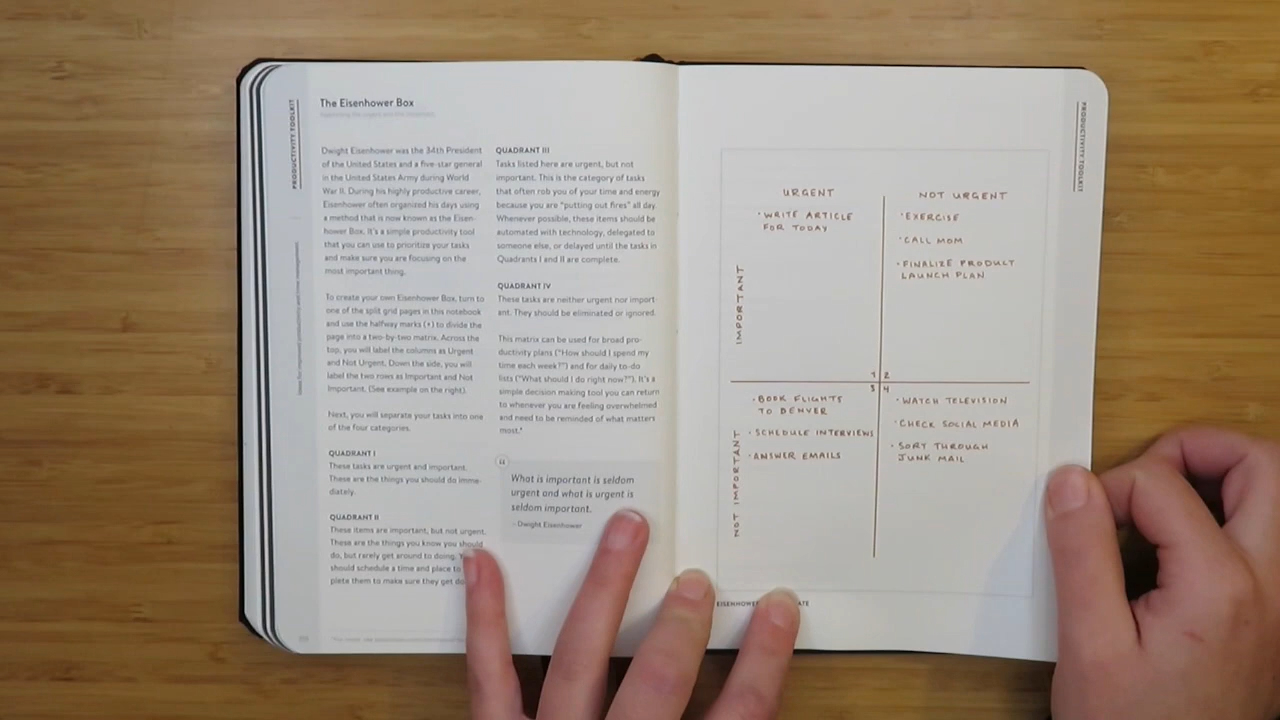 The Eisenhower Box
PRODUCTIVITY TOOLKIT
Dwight Eisenhower was the 34th President
of the United States and a five-star general
in the United States Army during World
War II. During his highly productive career,
Eisenhower often organized his days using
a method that is now known as the Eisen-
hower Box. It's a simple productivity tool
that you can use to prioritize your tasks
and make sure you are focusing on the
most important thing.
To create your own Eisenhower Box, turn to
one of the split grid pages in this notebook
and use the halfway marks (+) to divide the
page into a two-by-two matrix. Across the
top, you will label the columns as Urgent
and Not Urgent. Down the side, you will
label the two rows as Important and Not
Important. (See example on the right).
Next, you will separate your tasks into one
of the four categories.
QUADRANT I
These tasks are urgent and important.
These are the things you should do imme-
diately.
QUADRANT II
These items are important, but not urgent.
These are the things you know you should
do, but rarely get around to doing.
should schedule a time and place to
plete them to make sure they get
QUADRANT III
Tasks listed here are urgent, but not
important. This is the category of tasks
that often rob you of your time and energy
because you are "putting out fires" all day.
Whenever possible, these items should be
automated with technology, delegated to
someone else, or delayed until the tasks in
Quadrants I and II are complete.
QUADRANT IV
These tasks are neither urgent nor import-
ant. They should be eliminated or ignored.
This matrix can be used for broad pro-
ductivity plans ("How should I spend my
time each week?") and for daily to-do
lists ("What should I do right now?"). It's a
simple decision making tool you can return
to whenever you are feeling overwhelmed
and need to be reminded of what matters
most.*
What is important is seldom
urgent and what is urgent is
seldom important.
– Dwight Eisenhower
PRODUCTIVITY TOOLKIT
URGENT
NOT URGENT
IMPORTANT
• WRITE ARTICLE
FOR TODAY
• EXERCISE
• CALL MOM
• FINALIZE PRODUCT
LAUNCH PLAN
1 2
3 4
NOT IMPORTANT
• BOOK FLIGHTS
TO DENVER
• SCHEDULE INTERVIEWS
• ANSWER EMAILS
• WATCH TELEVISION
• CHECK SOCIAL MEDIA
• SORT THROUGH
JUNK MAIL